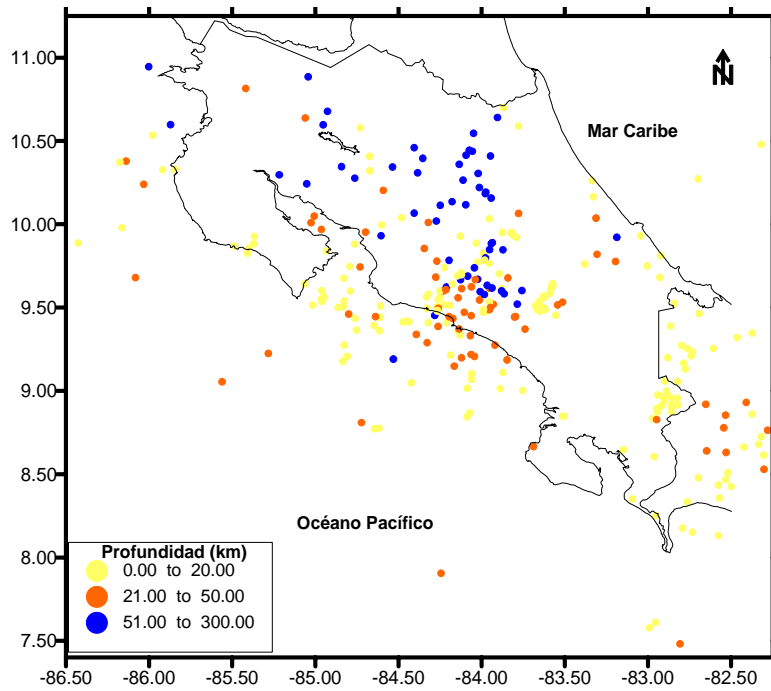 11.00
10.50
10.00
9.50
9.00
8.50
8.00
7.50
N
Mar Caribe
Océano Pacífico
Profundidad (km)
0.00 to 20.00
21.00 to 50.00
51.00 to 300.00
-86.50 -86.00 -85.50 -85.00 -84.50 -84.00 -83.50 -83.00 -82.50